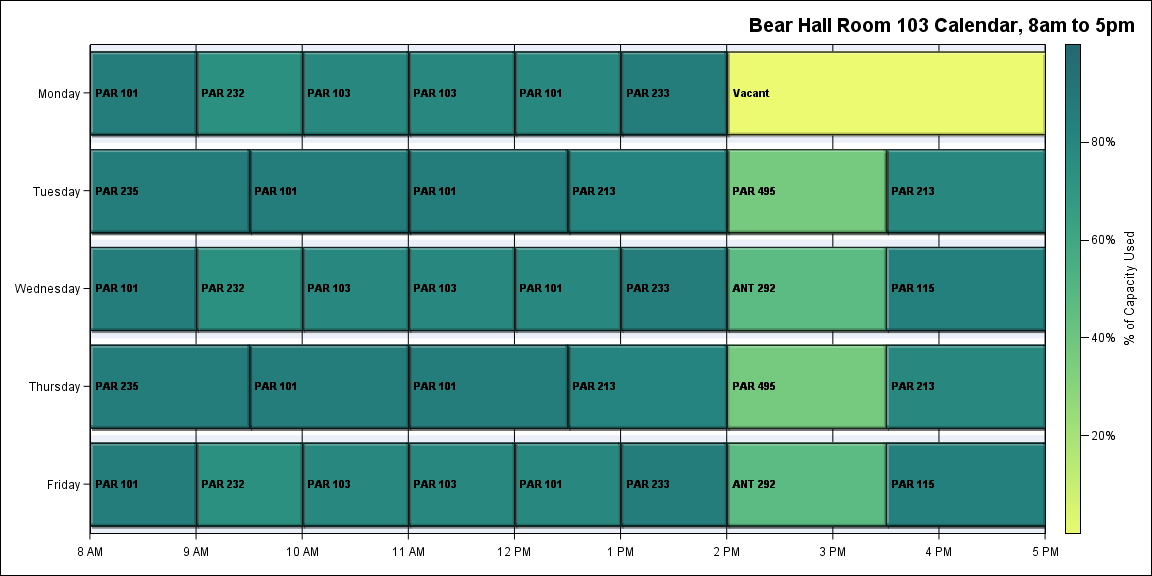 Bear Hall Room 103 Calendar, 8am to 5pm
Monday PAR 101 PAR 232 PAR 103 PAR 103 PAR 101 PAR 233 Vacant
80%
Tuesday PAR 235 PAR 101 PAR 101 PAR 213 PAR 495 PAR 213
60%
% of Capacity Used
Wednesday PAR 101 PAR 232 PAR 103 PAR 103 PAR 101 PAR 233 ANT 292 PAR 115
40%
Thursday PAR 235 PAR 101 PAR 101 PAR 213 PAR 495 PAR 213
20%
Friday PAR 101 PAR 232 PAR 103 PAR 103 PAR 101 PAR 233 ANT 292 PAR 115
8 AM 9 AM 10 AM 11 AM 12 PM 1 PM 2 PM 3 PM 4 PM 5 PM